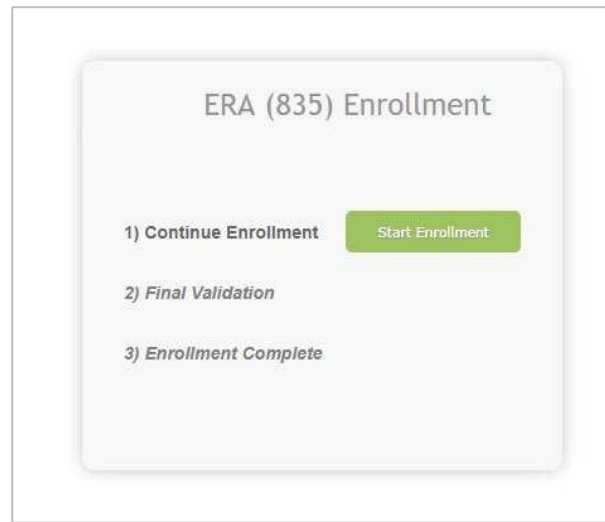 ERA (835) Enrollment
1) Continue Enrollment Start Enrollment
2) Final Validation
3) Enrollment Complete